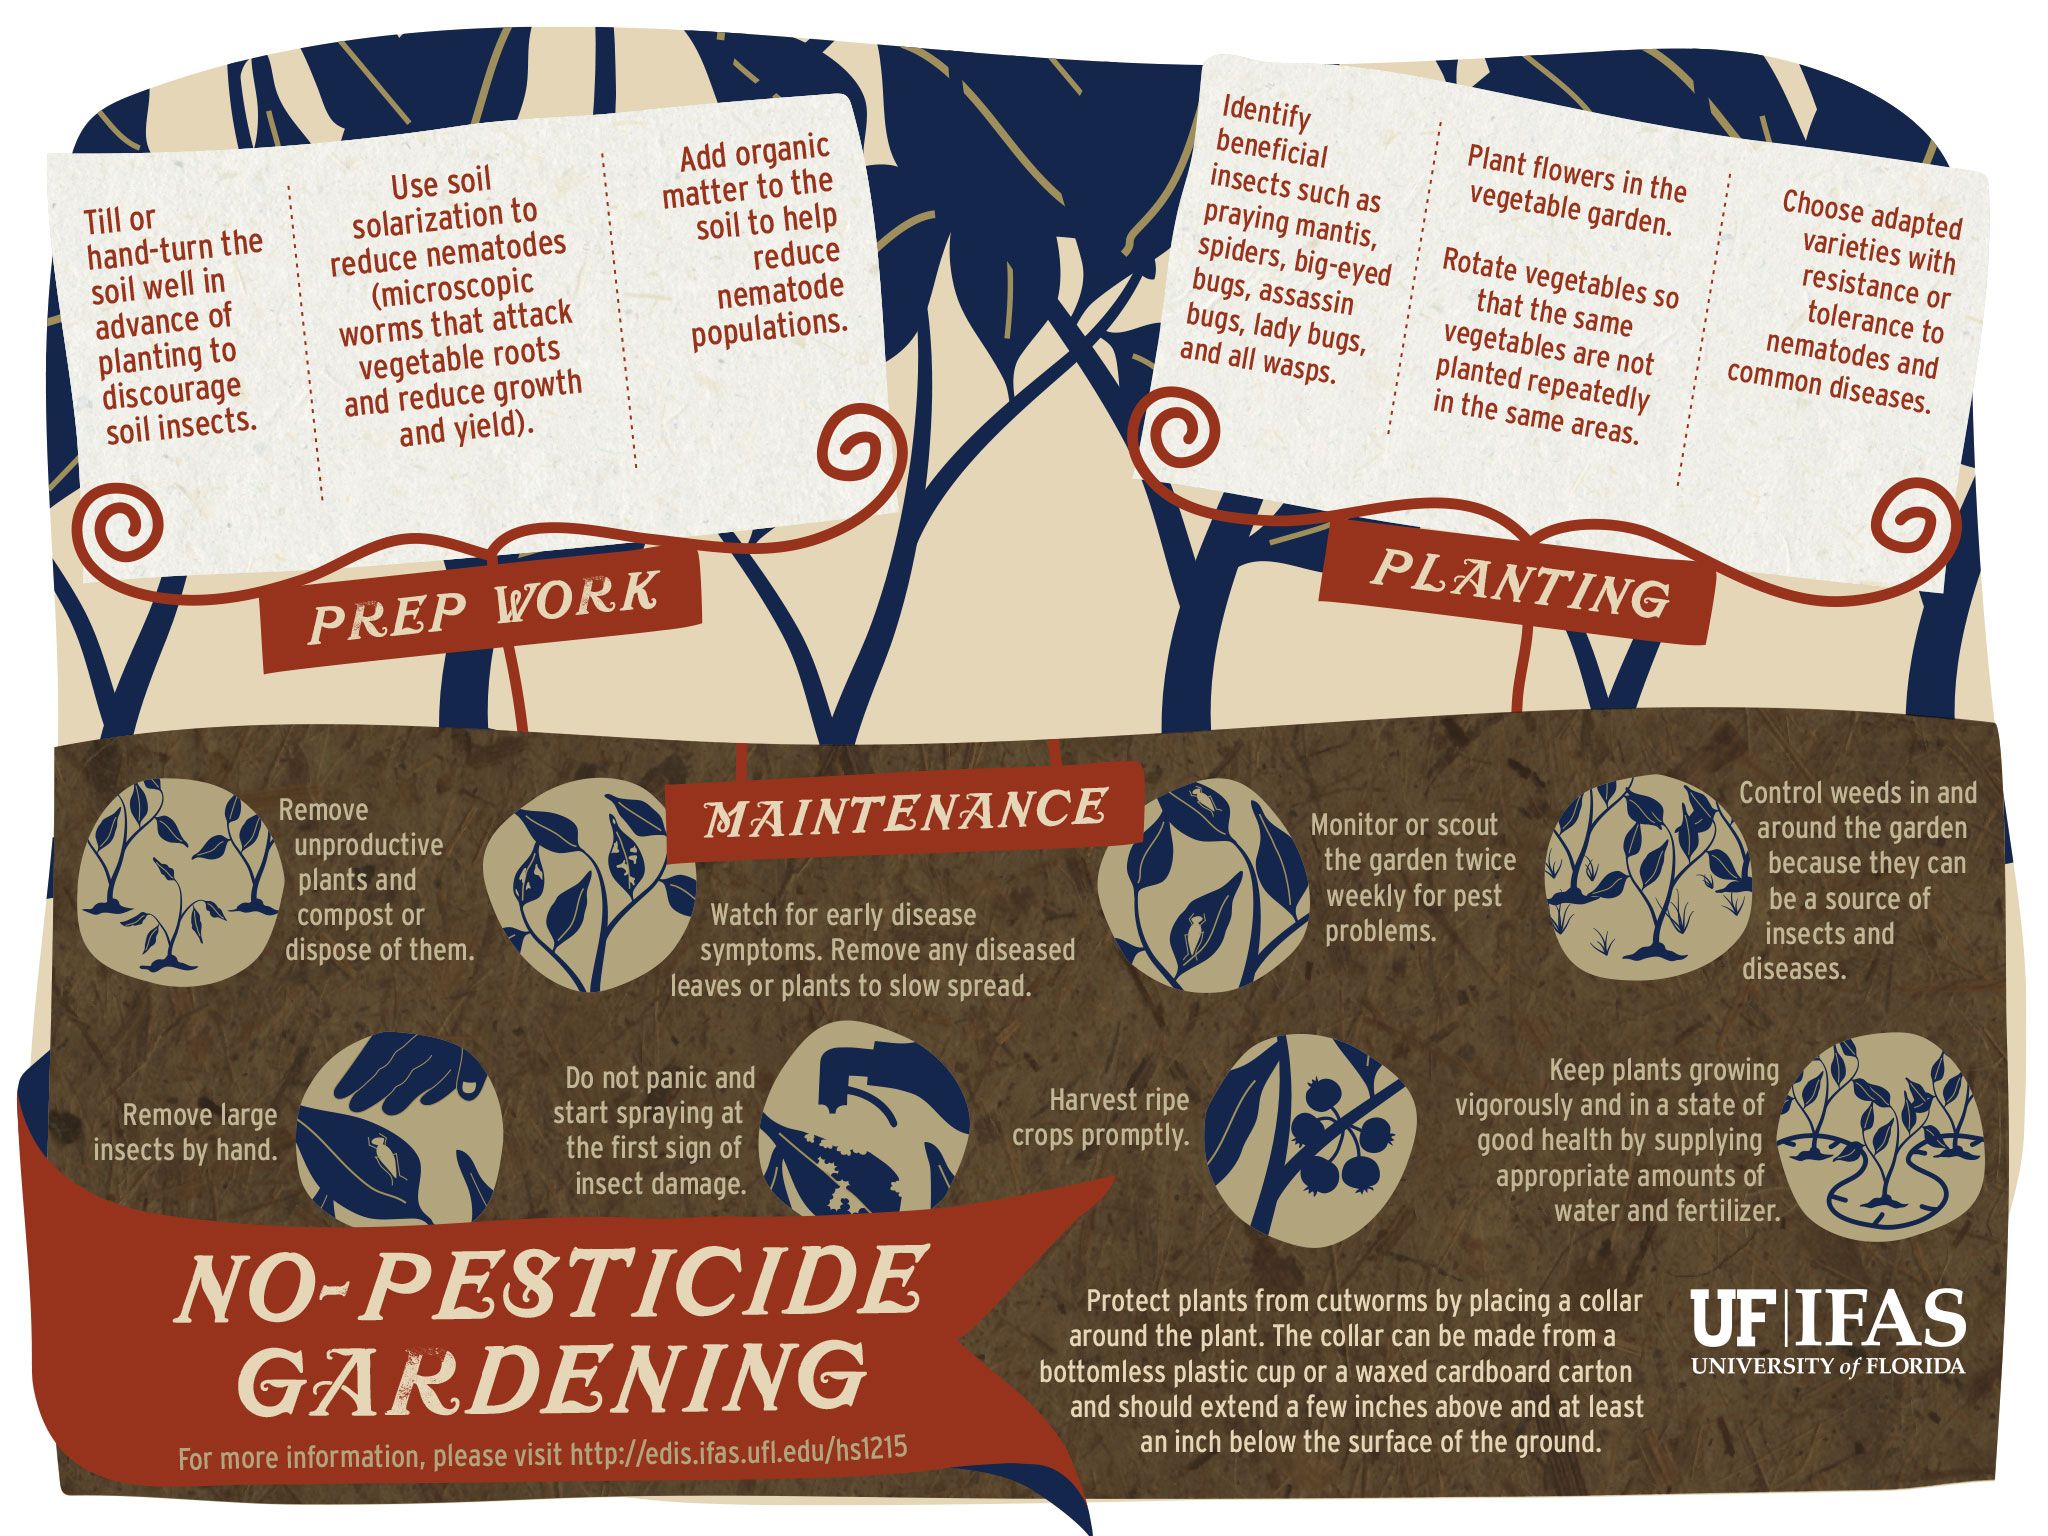 Till or
hand-turn the
soil well in
advance of
planting to
discourage
soil insects.
Use soil
solarization to
reduce nematodes
(microscopic
worms that attack
vegetable roots
and reduce growth
and yield).
Add organic
matter to the
soil to help
reduce
nematode
populations.
PREP WORK
Identify
beneficial
insects such as
praying mantis,
spiders, big-eyed
bugs, assassin
bugs, lady bugs,
and all wasps.
Plant flowers in the
vegetable garden.
Rotate vegetables so
that the same
vegetables are not
planted repeatedly
in the same areas.
Choose adapted
varieties with
resistance or
tolerance to
nematodes and
common diseases.
PLANTING
MAINTENANCE
Remove
unproductive
plants and
compost or
dispose of them.
Watch for early disease
symptoms. Remove any diseased
leaves or plants to slow spread.
Monitor or scout
the garden twice
weekly for pest
problems.
Control weeds in and
around the garden
because they can
be a source of
insects and
diseases.
Remove large
insects by hand.
Do not panic and
start spraying at
the first sign of
insect damage.
Harvest ripe
crops promptly.
Keep plants growing
vigorously and in a state of
good health by supplying
appropriate amounts of
water and fertilizer.
NO-PESTICIDE
GARDENING
For more information, please visit http://edis.ifas.ufl.edu/hs1215
Protect plants from cutworms by placing a collar
around the plant. The collar can be made from a
bottomless plastic cup or a waxed cardboard carton
and should extend a few inches above and at least
an inch below the surface of the ground.
UF|IFAS
UNIVERSITY of FLORIDA